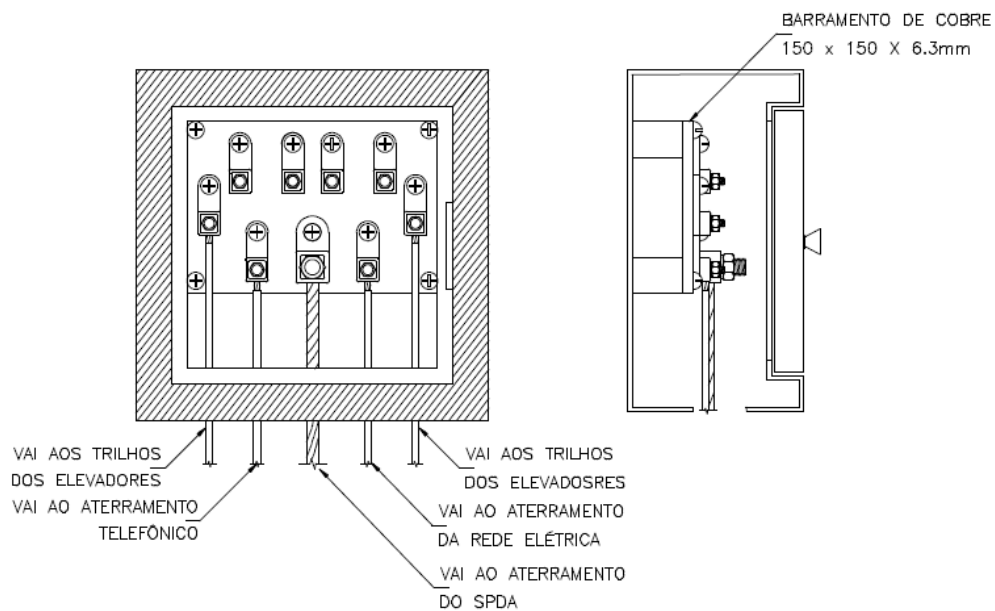 BARRAMENTO DE COBRE
150 x 150 X 6.3mm
VAI AOS TRILHOS
DOS ELEVADORES
VAI AO ATERRAMENTO
TELEFÔNICO
VAI AOS TRILHOS
DOS ELEVADOSRES
VAI AO ATERRAMENTO
DA REDE ELÉTRICA
VAI AO ATERRAMENTO
DO SPDA